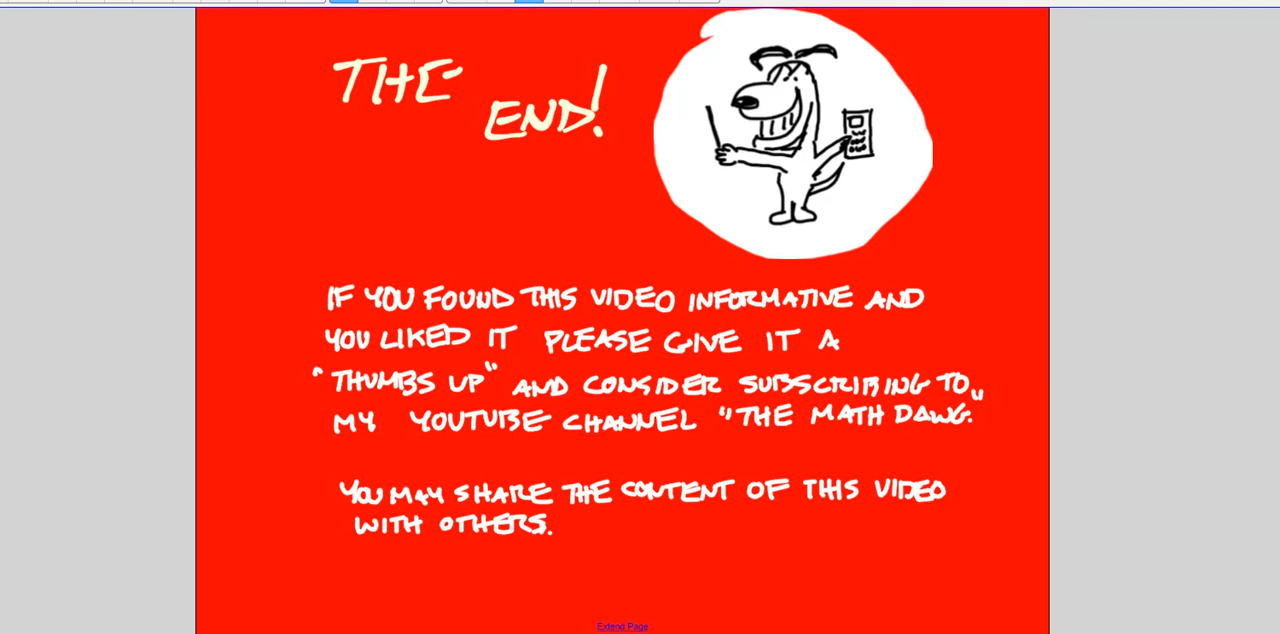 THE
END!
IF YOU FOUND THIS VIDEO INFORMATIVE AND
YOU LIKED IT PLEASE GIVE IT A
"THUMBS UP" AND CONSIDER SUBSCRIBING TO
MY YOUTUBE CHANNEL "THE MATH DAWG."
YOU MAY SHARE THE CONTENT OF THIS VIDEO
WITH OTHERS.
Extend Page